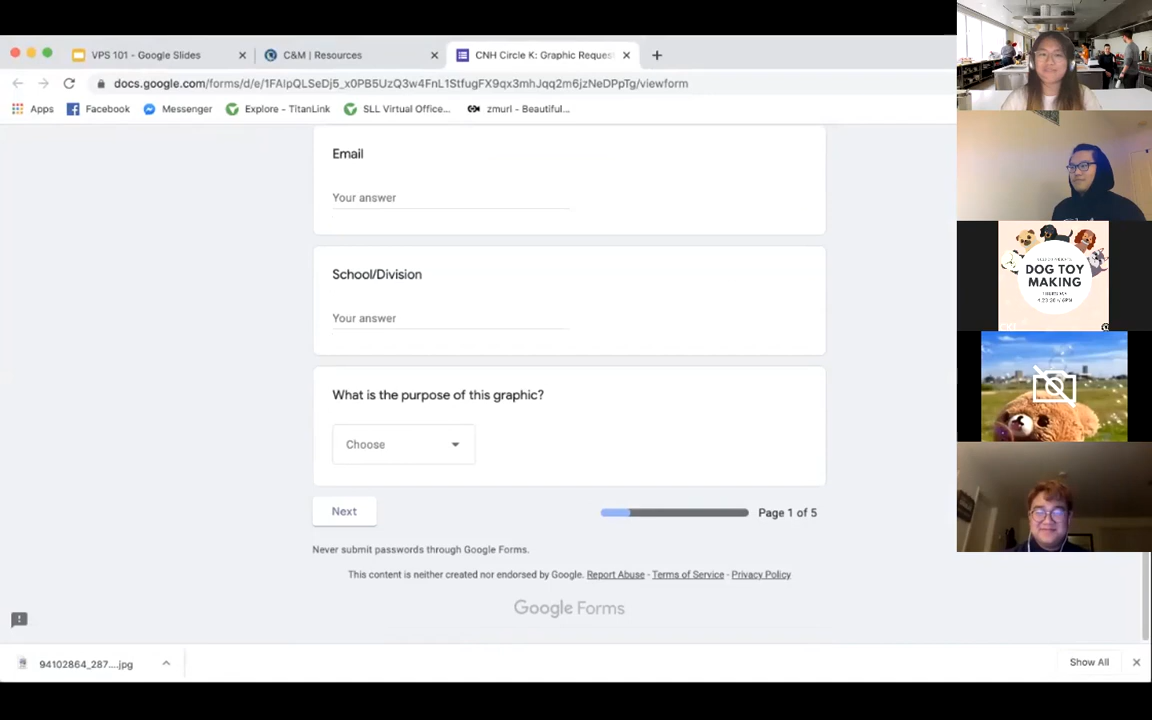 VPS 101 - Google Slides
C&M | Resources
CNH Circle K: Graphic Reques
docs.google.com/forms/d/e/1FAIpQLSeDj5_x0PB5UzQ3w4FnL1StfugFX9qx3mhJqq2m6jzNeDPpTg/viewform
Apps
Facebook
Messenger
Explore - TitanLink
SLL Virtual Office...
zmurl - Beautiful...
Email
Your answer
School/Division
Your answer
What is the purpose of this graphic?
Choose
Next
Page 1 of 5
Never submit passwords through Google Forms.
This content is neither created nor endorsed by Google. Report Abuse - Terms of Service - Privacy Policy
Google Forms
94102864_287....jpg
Show All
DOG TOY
MAKING